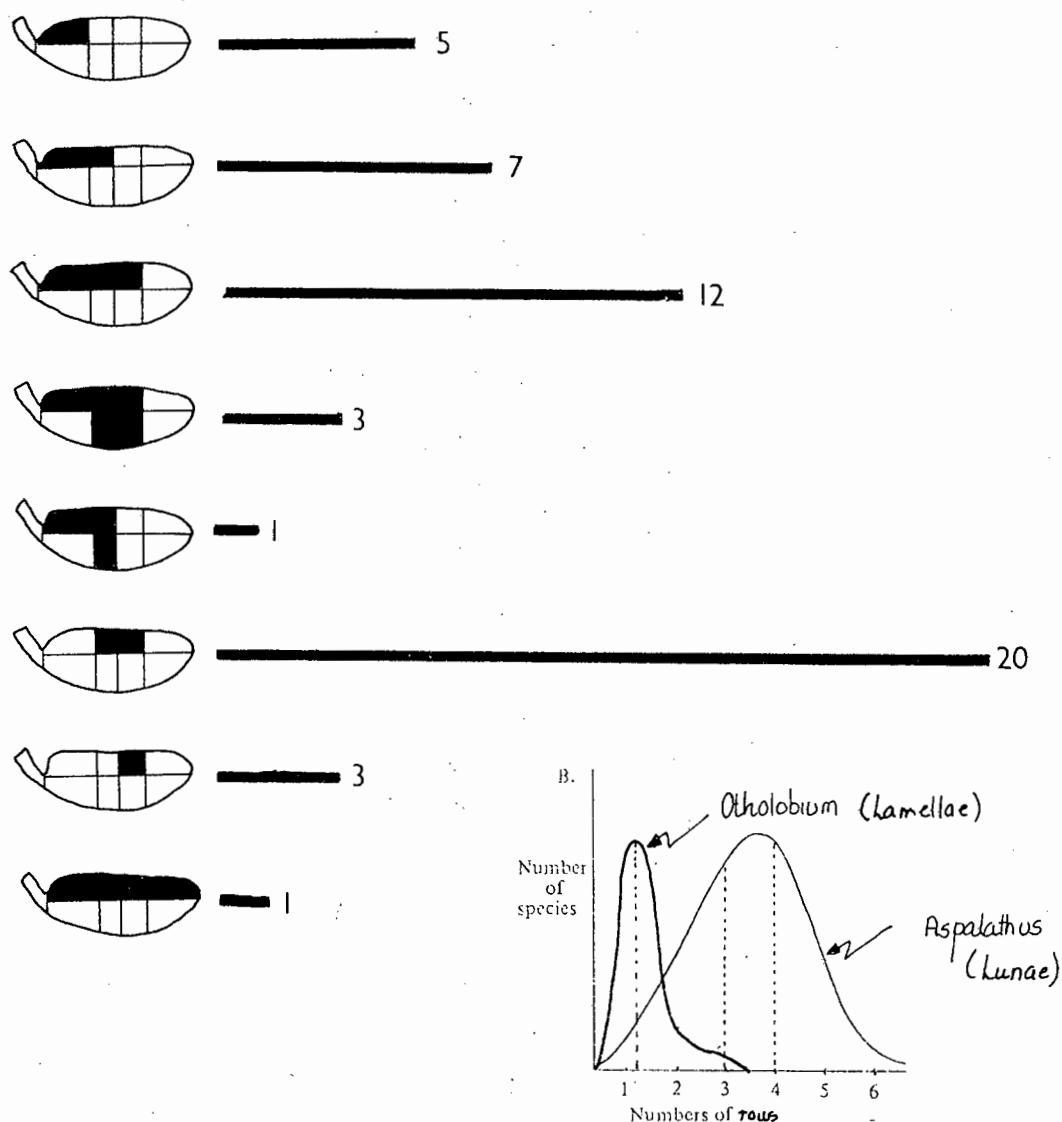 5
7
12
3
1
20
3
1
B.
Otholobium (Lamellae)
Number
of
species
Aspalathus
(Lunae)
1 2 3 4 5 6
Numbers of rows